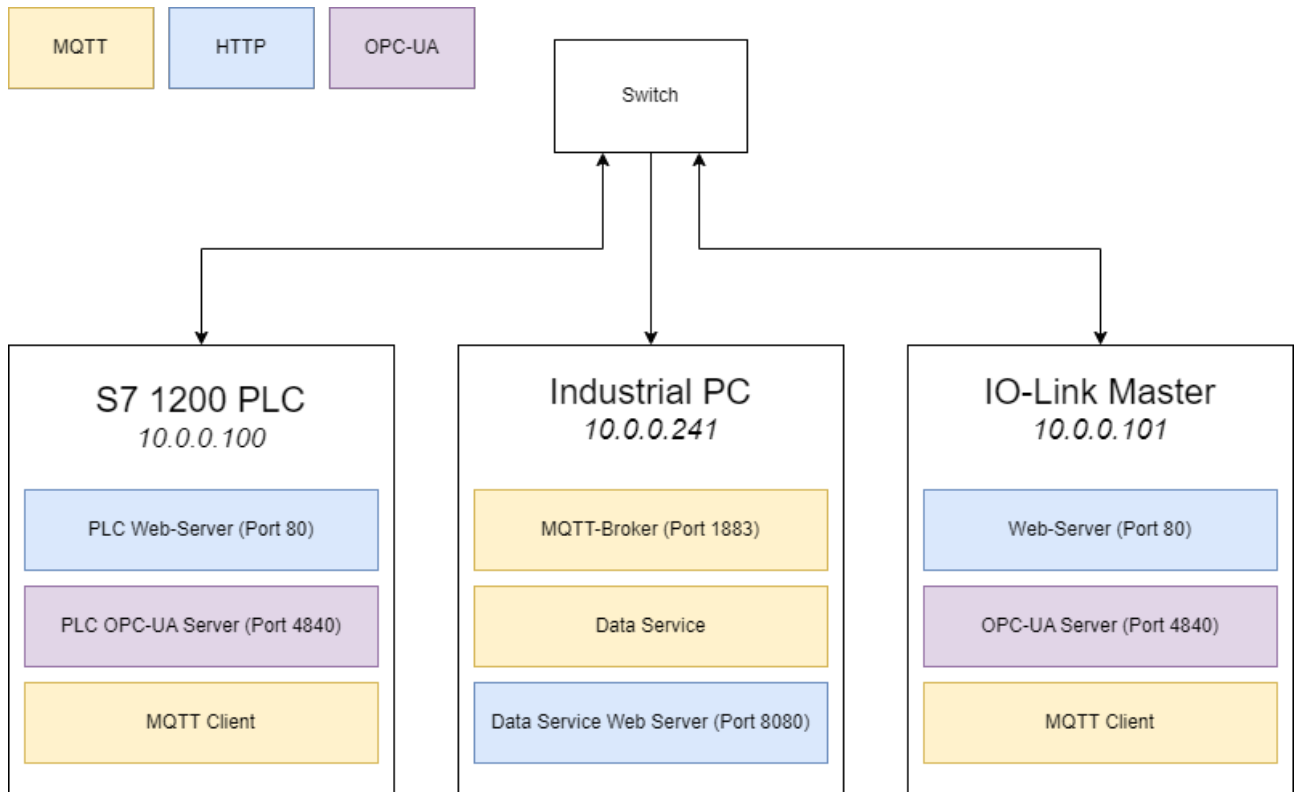 MQTT
HTTP
OPC-UA
Switch
S7 1200 PLC
10.0.0.100
PLC Web-Server (Port 80)
PLC OPC-UA Server (Port 4840)
MQTT Client
Industrial PC
10.0.0.241
MQTT-Broker (Port 1883)
Data Service
Data Service Web Server (Port 8080)
IO-Link Master
10.0.0.101
Web-Server (Port 80)
OPC-UA Server (Port 4840)
MQTT Client